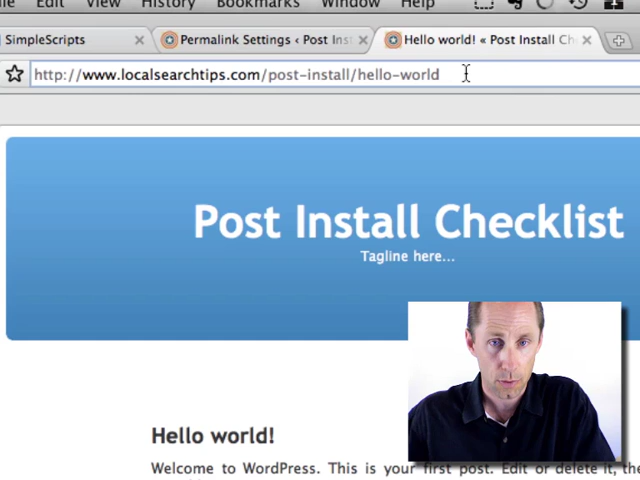 File Edit View History Bookmarks Window Help
SimpleScripts × Permalink Settings ‹ Post Inst × Hello world! « Post Install Che ×
http://www.localsearchtips.com/post-install/hello-world
Post Install Checklist
Tagline here...
Hello world!
Welcome to WordPress. This is your first post. Edit or delete it, the